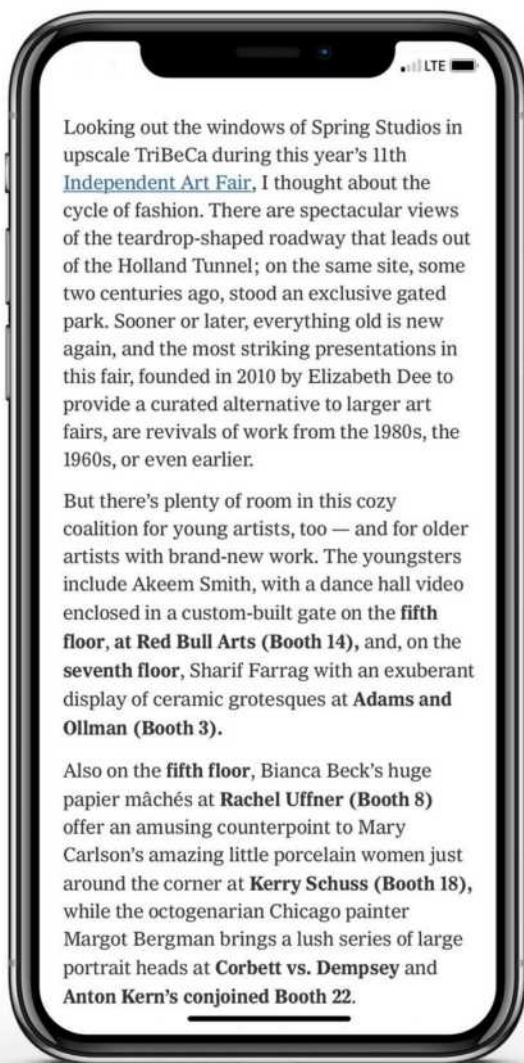 LTE
Looking out the windows of Spring Studios in
upscale TriBeCa during this year’s 11th
Independent Art Fair, I thought about the
cycle of fashion. There are spectacular views
of the teardrop-shaped roadway that leads out
of the Holland Tunnel; on the same site, some
two centuries ago, stood an exclusive gated
park. Sooner or later, everything old is new
again, and the most striking presentations in
this fair, founded in 2010 by Elizabeth Dee to
provide a curated alternative to larger art
fairs, are revivals of work from the 1980s, the
1960s, or even earlier.
But there’s plenty of room in this cozy
coalition for young artists, too — and for older
artists with brand-new work. The youngsters
include Akeem Smith, with a dance hall video
enclosed in a custom-built gate on the fifth
floor, at Red Bull Arts (Booth 14), and, on the
seventh floor, Sharif Farrag with an exuberant
display of ceramic grotesques at Adams and
Ollman (Booth 3).
Also on the fifth floor, Bianca Beck’s huge
papier mâchés at Rachel Uffner (Booth 8)
offer an amusing counterpoint to Mary
Carlson’s amazing little porcelain women just
around the corner at Kerry Schuss (Booth 18),
while the octogenarian Chicago painter
Margot Bergman brings a lush series of large
portrait heads at Corbett vs. Dempsey and
Anton Kern’s conjoined Booth 22.